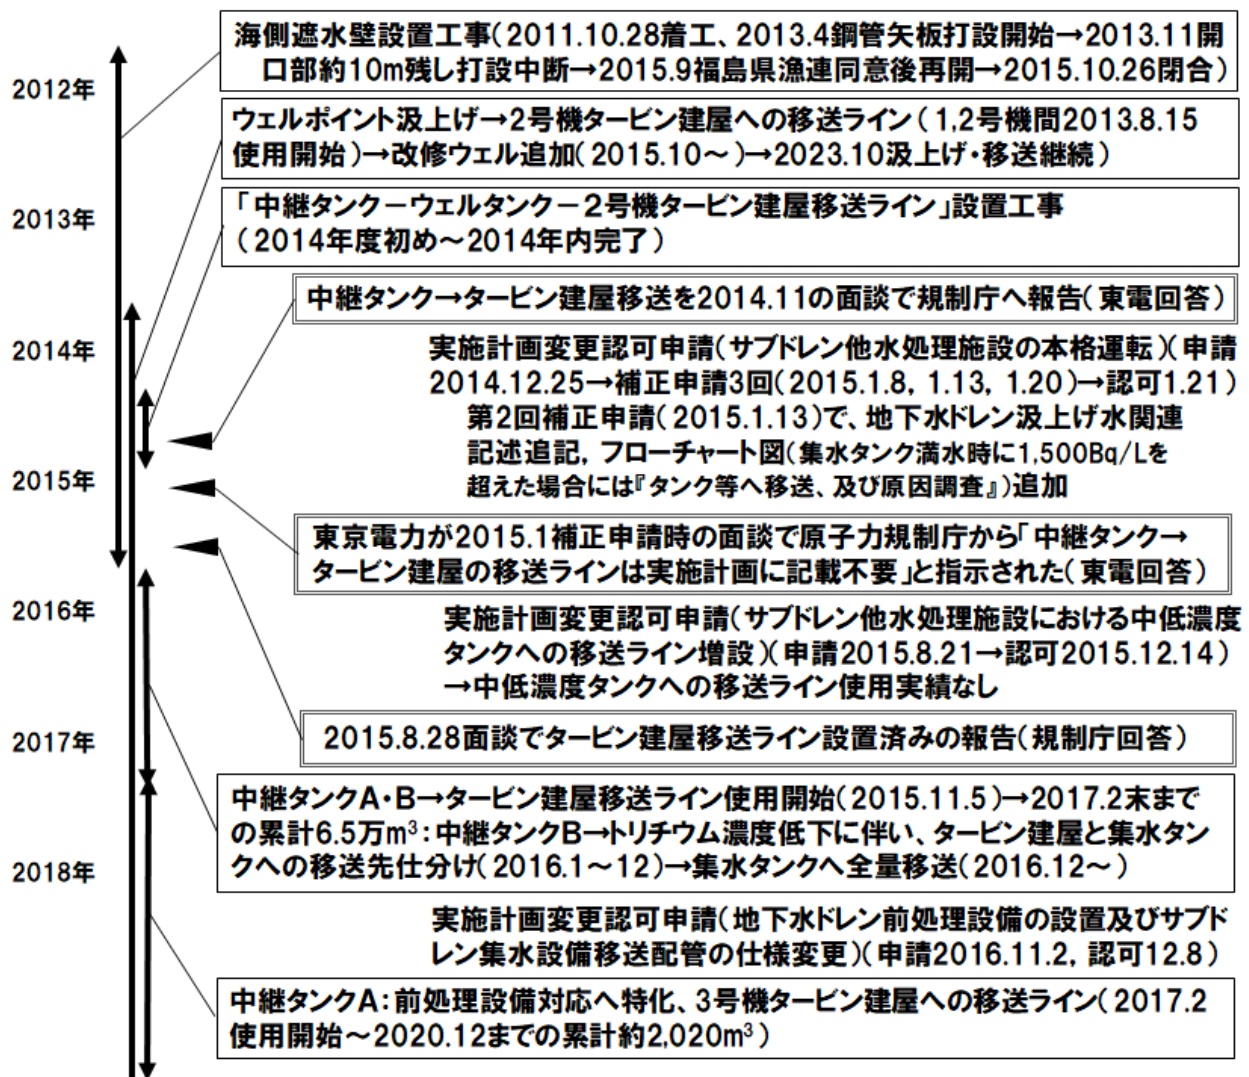 海側遮水壁設置工事(2011.10.28着工、2013.4鋼管矢板打設開始→2013.11開
口部約10m残し打設中断→2015.9福島県漁連同意後再開→2015.10.26閉合)
2012年
ウェルポイント汲上げ→2号機タービン建屋への移送ライン(1,2号機間2013.8.15
使用開始)→改修ウェル追加(2015.10~)→2023.10汲上げ・移送継続)
2013年
「中継タンク－ウェルタンク－2号機タービン建屋移送ライン」設置工事
(2014年度初め~2014年内完了)
中継タンク→タービン建屋移送を2014.11の面談で規制庁へ報告(東電回答)
2014年
実施計画変更認可申請(サブドレン他水処理施設の本格運転)(申請
2014.12.25→補正申請3回(2015.1.8, 1.13, 1.20)→認可1.21)
第2回補正申請(2015.1.13)で、地下水ドレン汲上げ水関連
記述追記, フローチャート図(集水タンク満水時に1,500Bq/Lを
超えた場合には『タンク等へ移送、及び原因調査』)追加
2015年
東京電力が2015.1補正申請時の面談で原子力規制庁から「中継タンク→
タービン建屋の移送ラインは実施計画に記載不要」と指示された(東電回答)
2016年
実施計画変更認可申請(サブドレン他水処理施設における中低濃度
タンクへの移送ライン増設)(申請2015.8.21→認可2015.12.14)
→中低濃度タンクへの移送ライン使用実績なし
2017年
2015.8.28面談でタービン建屋移送ライン設置済みの報告(規制庁回答)
中継タンクA・B→タービン建屋移送ライン使用開始(2015.11.5)→2017.2末まで
の累計6.5万m³:中継タンクB→トリチウム濃度低下に伴い、タービン建屋と集水タン
クへの移送先仕分け(2016.1~12)→集水タンクへ全量移送(2016.12~)
2018年
実施計画変更認可申請(地下水ドレン前処理設備の設置及びサブド
レン集水設備移送配管の仕様変更)(申請2016.11.2, 認可12.8)
中継タンクA:前処理設備対応へ特化、3号機タービン建屋への移送ライン(2017.2
使用開始~2020.12までの累計約2,020m³)